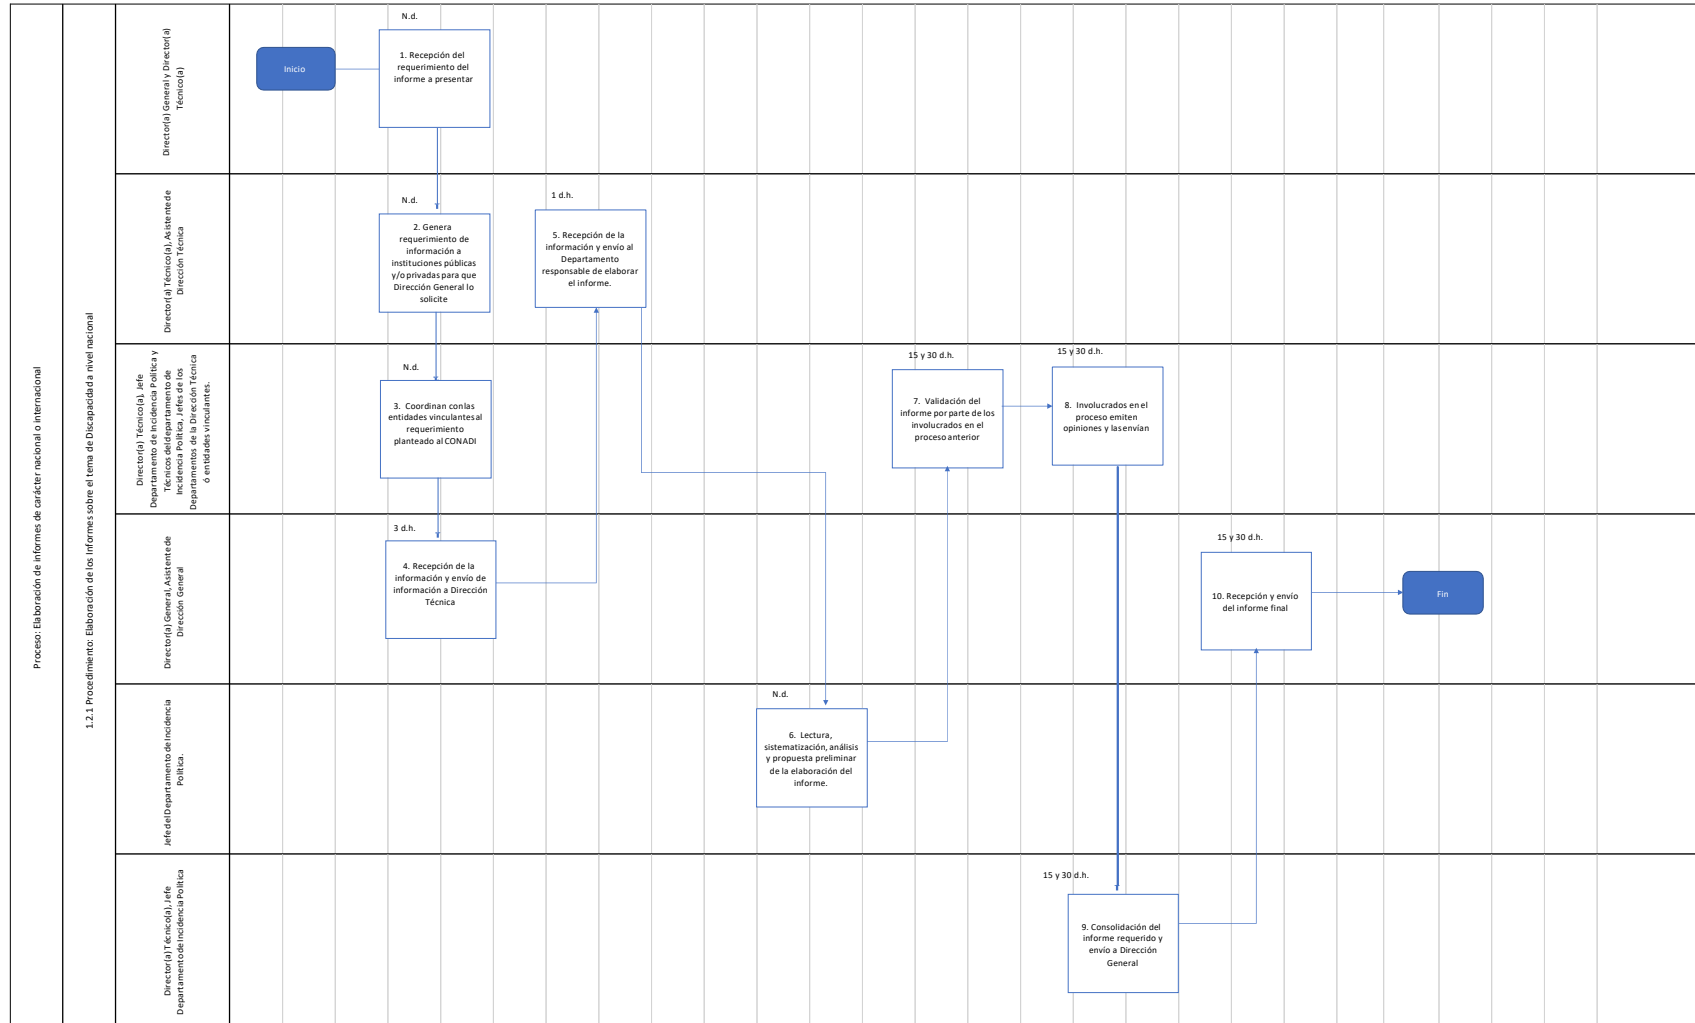 Proceso: Elaboración de informes de carácter nacional o internacional
1.2.1 Procedimiento: Elaboración de los Informes sobre el tema de Discapacidad a nivel nacional
Director(a) General y Director(a)
Técnico(a)
Inicio
N.d.
1. Recepción del
requerimiento del
informe a presentar
Director(a) Técnico(a), Asistente de
Dirección Técnica
N.d.
2. Genera
requerimiento de
información a
instituciones públicas
y/o privadas para que
Dirección General lo
solicite
1 d.h.
5. Recepción de la
información y envío al
Departamento
responsable de elaborar
el informe.
Director(a) Técnico(a), Jefe
Departamento de Incidencia Política y
Técnicos del departamento de
Incidencia Política, Jefes de los
Departamentos de la Dirección Técnica
ó entidades vinculantes.
N.d.
3. Coordinan con las
entidades vinculantes al
requerimiento
planteado al CONADI
15 y 30 d.h.
7. Validación del
informe por parte de los
involucrados en el
proceso anterior
15 y 30 d.h.
8. Involucrados en el
proceso emiten
opiniones y las envían
Director(a) General, Asistente de
Dirección General
3 d.h.
4. Recepción de la
información y envío de
información a Dirección
Técnica
15 y 30 d.h.
10. Recepción y envío
del informe final
Fin
Jefe del Departamento de Incidencia
Política.
N.d.
6. Lectura,
sistematización, análisis
y propuesta preliminar
de la elaboración del
informe.
Director(a) Técnico(a), Jefe
Departamento de Incidencia Política
15 y 30 d.h.
9. Consolidación del
informe requerido y
envío a Dirección
General